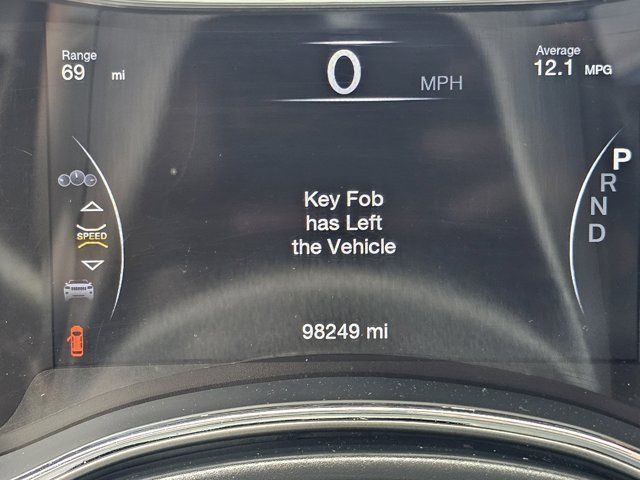 Range
69 mi
0 MPH
Average
12.1 MPG
Key Fob
has Left
the Vehicle
SPEED
P
R
N
D
98249 mi